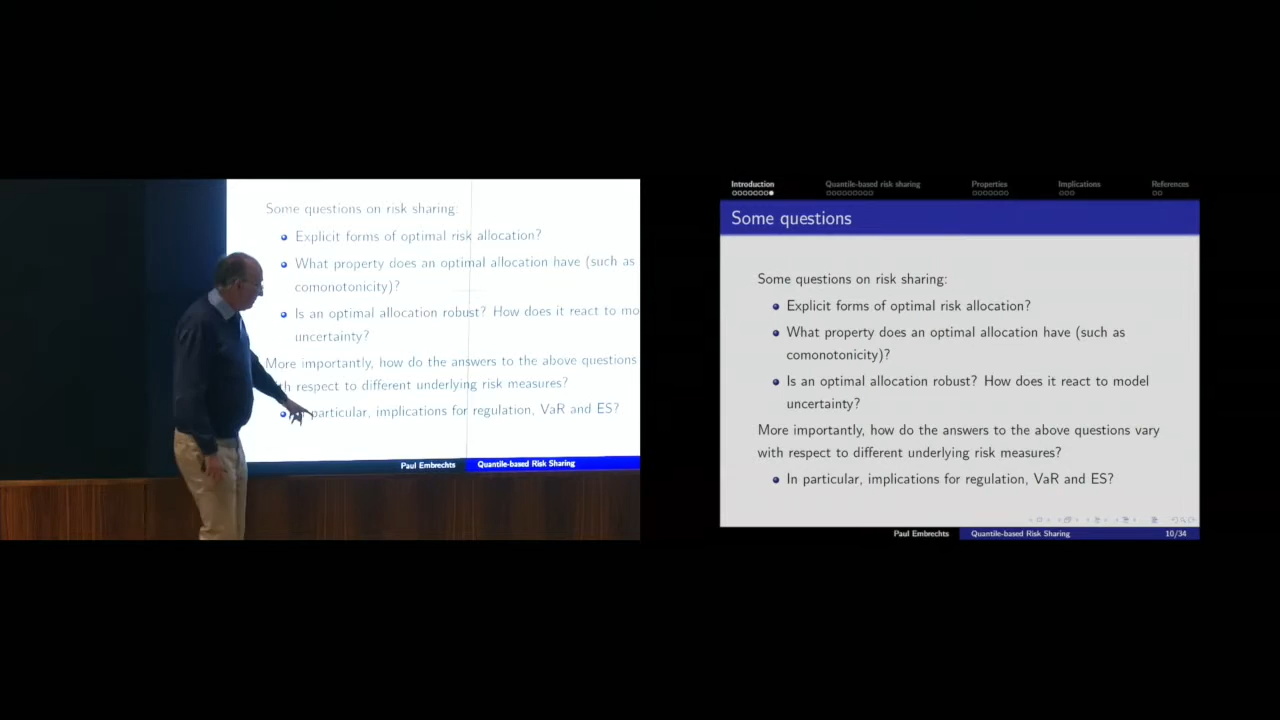 Some questions on risk sharing:
Explicit forms of optimal risk allocation?
What property does an optimal allocation have (such as
comonotonicity)?
Is an optimal allocation robust? How does it react to mo
uncertainty?
More importantly, how do the answers to the above questions
with respect to different underlying risk measures?
particular, implications for regulation, VaR and ES?
Paul Embrechts Quantile-based Risk Sharing
Introduction Quantile-based risk sharing Properties Implications References
Some questions
Some questions on risk sharing:
Explicit forms of optimal risk allocation?
What property does an optimal allocation have (such as
comonotonicity)?
Is an optimal allocation robust? How does it react to model
uncertainty?
More importantly, how do the answers to the above questions vary
with respect to different underlying risk measures?
In particular, implications for regulation, VaR and ES?
Paul Embrechts Quantile-based Risk Sharing 10/34